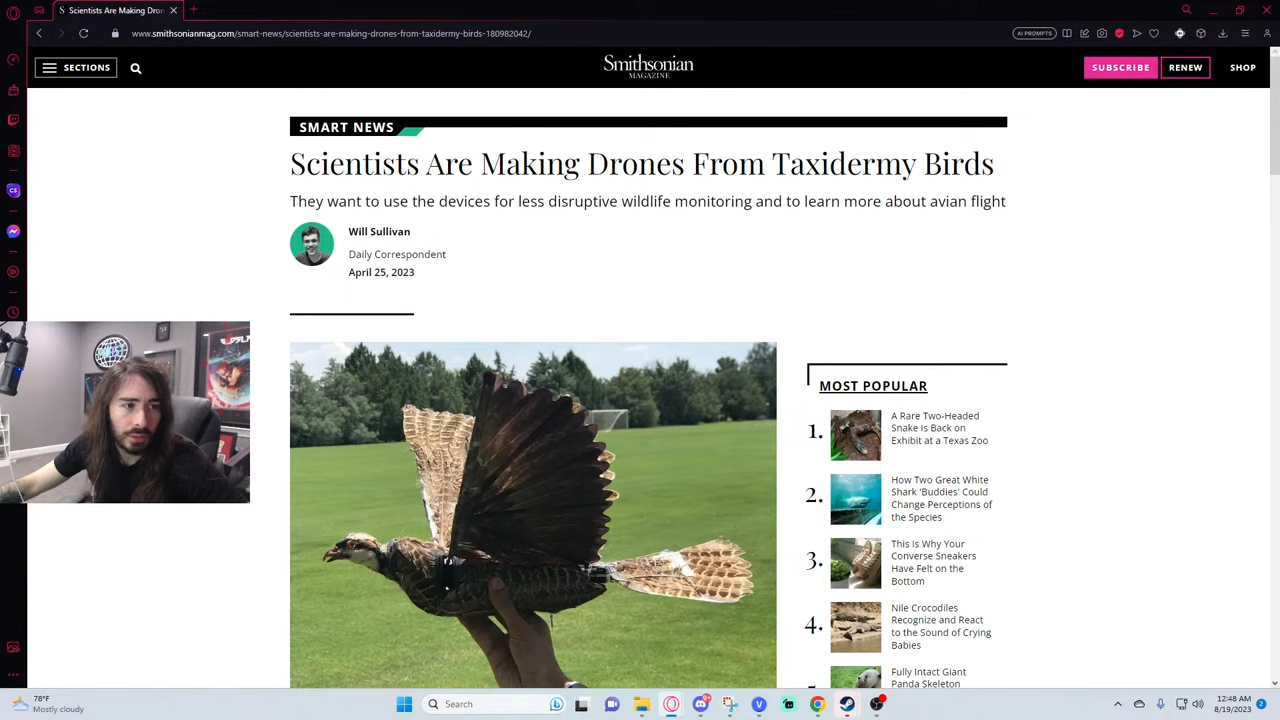 Scientists Are Making Dron
www.smithsonianmag.com/smart-news/scientists-are-making-drones-from-taxidermy-birds-180982042/
AI PROMPTS
SECTIONS
Smithsonian
MAGAZINE
SUBSCRIBE
RENEW
SHOP
SMART NEWS
Scientists Are Making Drones From Taxidermy Birds
They want to use the devices for less disruptive wildlife monitoring and to learn more about avian flight
Will Sullivan
Daily Correspondent
April 25, 2023
MOST POPULAR
1.
A Rare Two-Headed
Snake Is Back on
Exhibit at a Texas Zoo
2.
How Two Great White
Shark 'Buddies' Could
Change Perceptions of
the Species
3.
This Is Why Your
Converse Sneakers
Have Felt on the
Bottom
4.
Nile Crocodiles
Recognize and React
to the Sound of Crying
Babies
Fully Intact Giant
Panda Skeleton
78°F
Mostly cloudy
Search
12:48 AM
8/19/2023